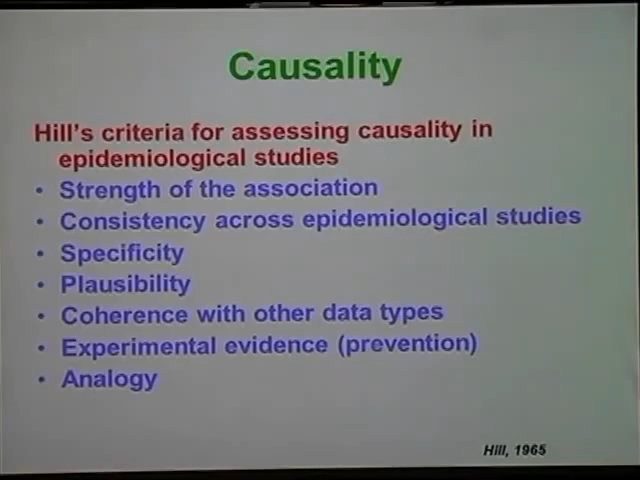 Causality
Hill's criteria for assessing causality in
epidemiological studies
• Strength of the association
• Consistency across epidemiological studies
• Specificity
• Plausibility
• Coherence with other data types
• Experimental evidence (prevention)
• Analogy
Hill, 1965